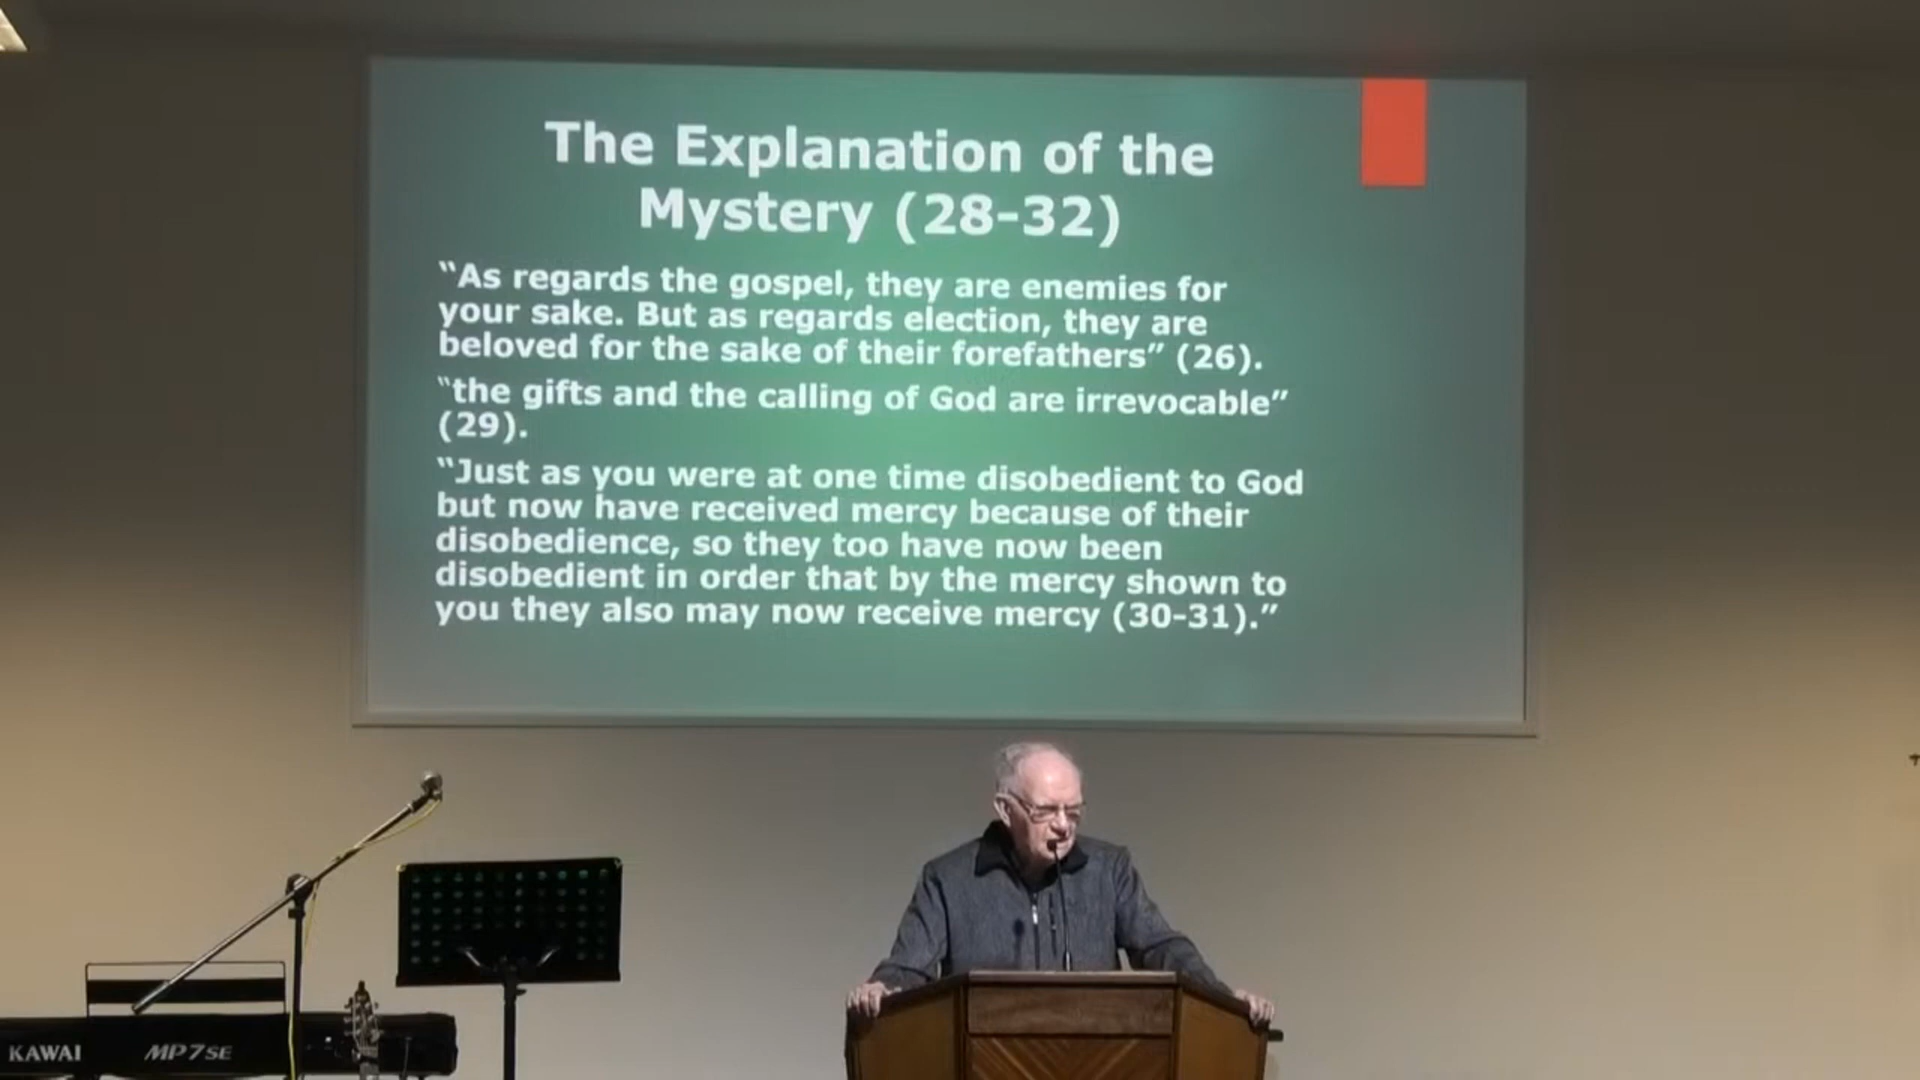 The Explanation of the
Mystery (28-32)
“As regards the gospel, they are enemies for
your sake. But as regards election, they are
beloved for the sake of their forefathers” (26).
“the gifts and the calling of God are irrevocable”
(29).
“Just as you were at one time disobedient to God
but now have received mercy because of their
disobedience, so they too have now been
disobedient in order that by the mercy shown to
you they also may now receive mercy (30-31).”
KAWAI MP7SE